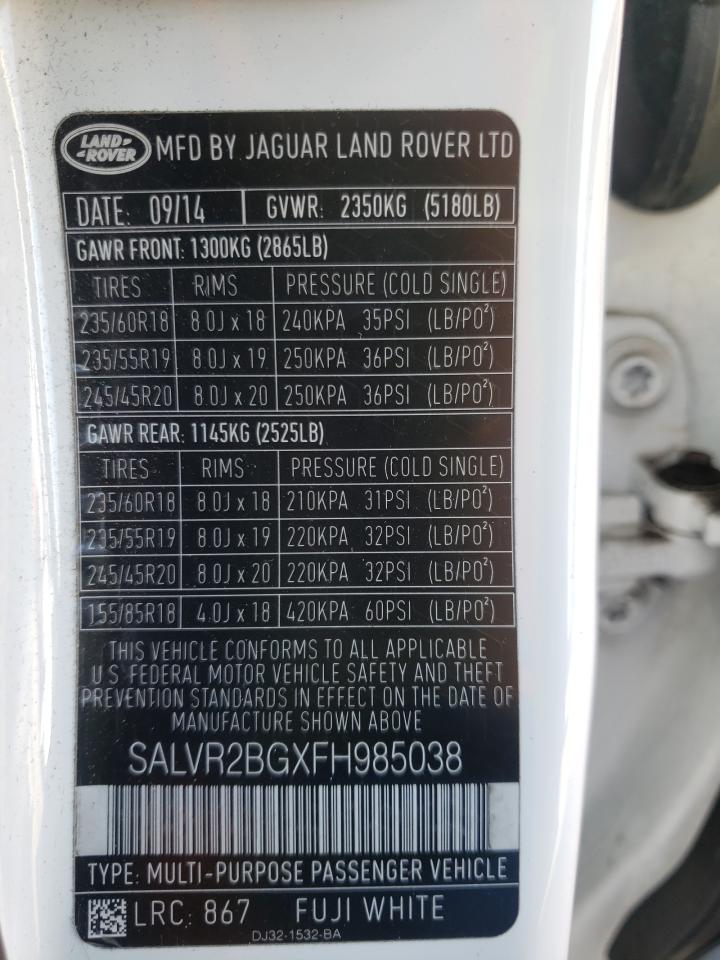 LAND-
-ROVER
MFD BY JAGUAR LAND ROVER LTD
DATE: 09/14 GVWR: 2350KG (5180LB)
GAWR FRONT: 1300KG (2865LB)
TIRES RIMS PRESSURE (COLD SINGLE)
235/60R18 8.0J x 18 240KPA 35PSI (LB/PO²)
235/55R19 8.0J x 19 250KPA 36PSI (LB/PO²)
245/45R20 8.0J x 20 250KPA 36PSI (LB/PO²)
GAWR REAR: 1145KG (2525LB)
TIRES RIMS PRESSURE (COLD SINGLE)
235/60R18 8.0J x 18 210KPA 31PSI (LB/PO²)
235/55R19 8.0J x 19 220KPA 32PSI (LB/PO²)
245/45R20 8.0J x 20 220KPA 32PSI (LB/PO²)
155/85R18 4.0J x 18 420KPA 60PSI (LB/PO²)
THIS VEHICLE CONFORMS TO ALL APPLICABLE
U.S. FEDERAL MOTOR VEHICLE SAFETY AND THEFT
PREVENTION STANDARDS IN EFFECT ON THE DATE OF
MANUFACTURE SHOWN ABOVE.
SALVR2BGXFH985038
TYPE: MULTI-PURPOSE PASSENGER VEHICLE
LRC: 867 FUJI WHITE
DJ32-1532-BA